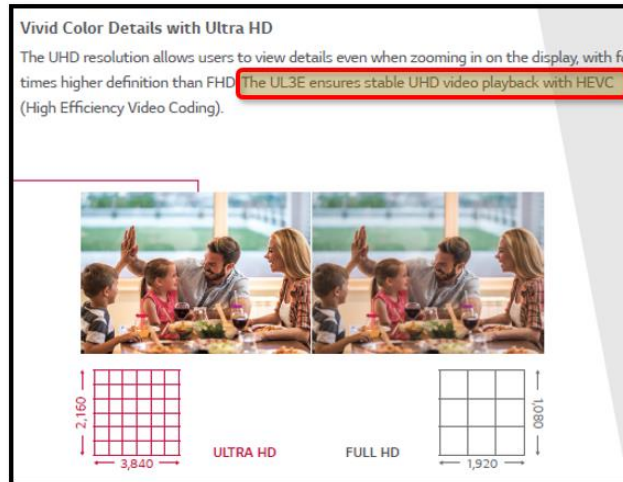 Vivid Color Details with Ultra HD
The UHD resolution allows users to view details even when zooming in on the display, with
times higher definition than FHD. The UL3E ensures stable UHD video playback with HEVC
(High Efficiency Video Coding).
2,160
3,840
ULTRA HD
FULL HD
1,080
1,920